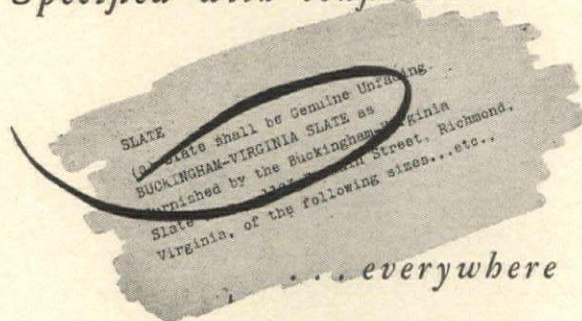 Specified with
SLATE
(a) Slate shall be Genuine Unfading
BUCKINGHAM-VIRGINIA SLATE as
furnished by the Buckingham-Virginia
Slate Street, Richmond,
Virginia, of the following sizes...etc.,
...everywhere